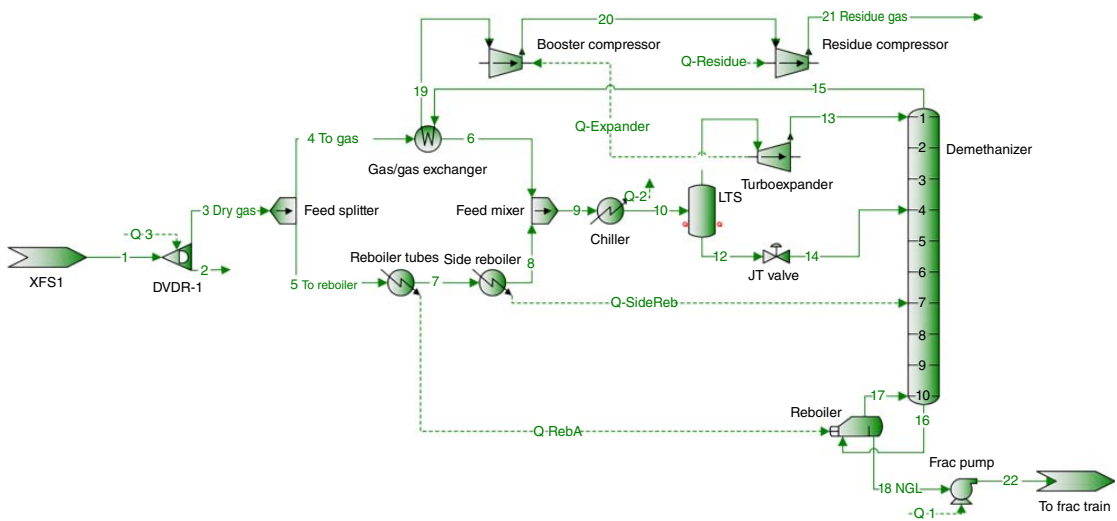 20
21 Residue gas
Booster compressor
Residue compressor
Q-Residue
19
15
Q-Expander
13
1
4 To gas
6
2
Demethanizer
Gas/gas exchanger
Turboexpander
3
LTS
Q-2
3 Dry gas
Feed splitter
Feed mixer
9
10
4
Q 3
Chiller
5
1
2
12
14
XFS1
DVDR-1
Reboiler tubes
Side reboiler
8
JT valve
6
5 To reboiler
7
Q-SideReb
7
8
9
17
10
Reboiler
16
Q RebA
Frac pump
18 NGL
22
To frac train
Q 1